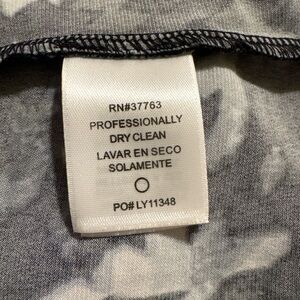 RN#37763
PROFESSIONALLY
DRY CLEAN
LAVAR EN SECO
SOLAMENTE
PO# LY11348